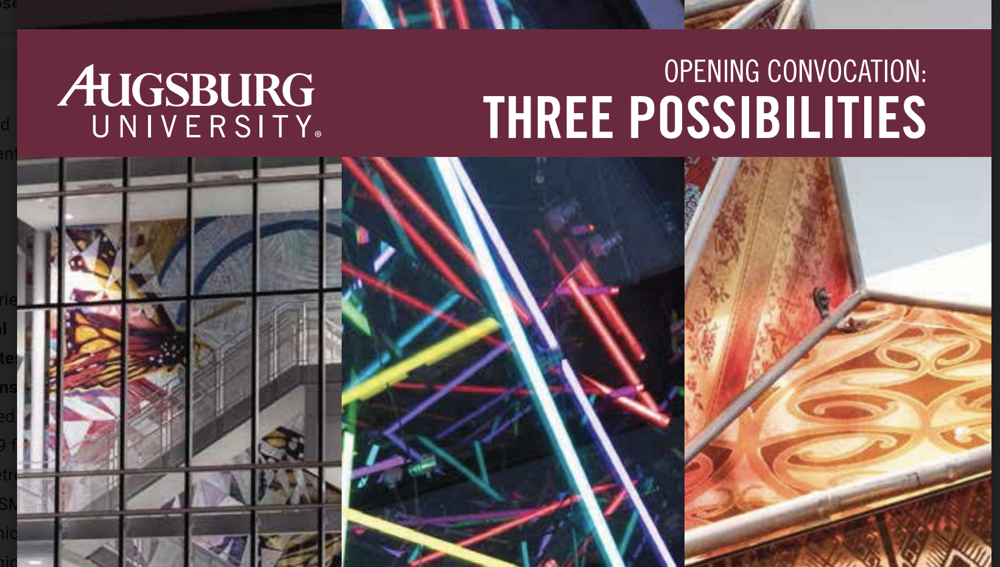 AUGSBURG
UNIVERSITY®
OPENING CONVOCATION:
THREE POSSIBILITIES